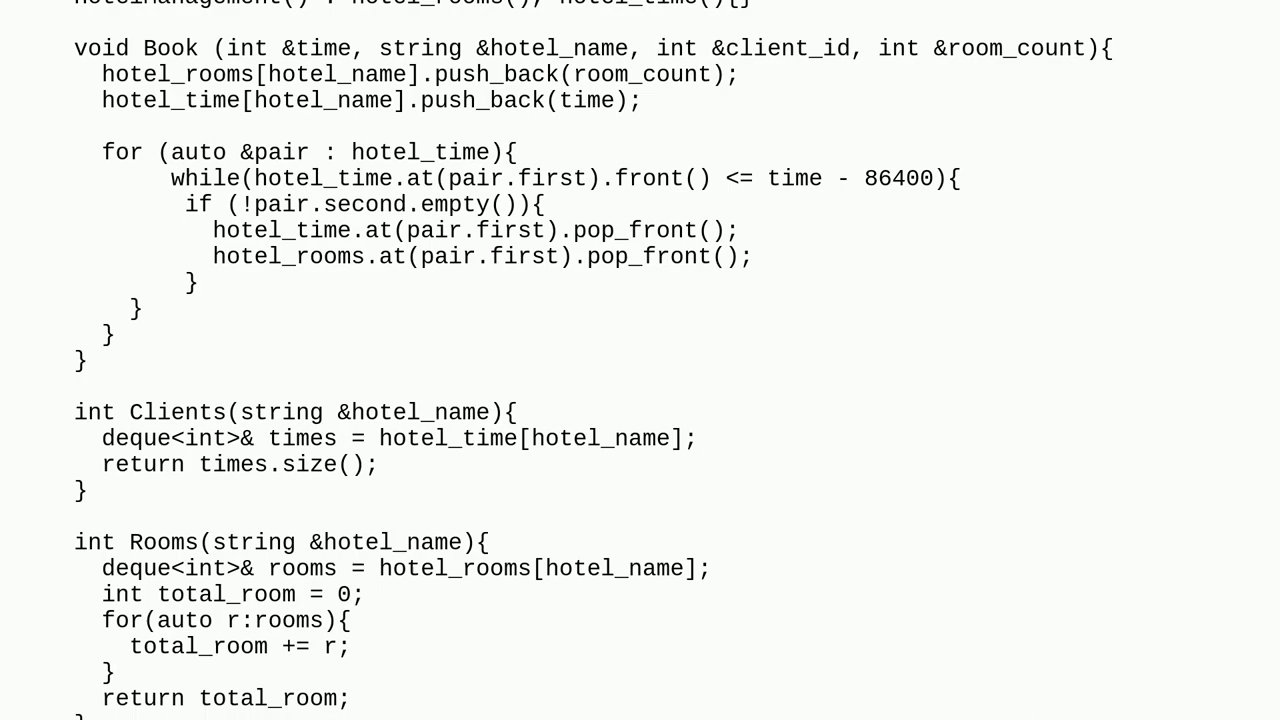 void Book (int &time, string &hotel_name, int &client_id, int &room_count){
hotel_rooms[hotel_name].push_back(room_count);
hotel_time[hotel_name].push_back(time);
for (auto &pair : hotel_time){
while(hotel_time.at(pair.first).front() <= time - 86400){
if (!pair.second.empty()){
hotel_time.at(pair.first).pop_front();
hotel_rooms.at(pair.first).pop_front();
}
}
}
}
int Clients(string &hotel_name){
deque<int>& times = hotel_time[hotel_name];
return times.size();
}
int Rooms(string &hotel_name){
deque<int>& rooms = hotel_rooms[hotel_name];
int total_room = 0;
for(auto r:rooms){
total_room += r;
}
return total_room;